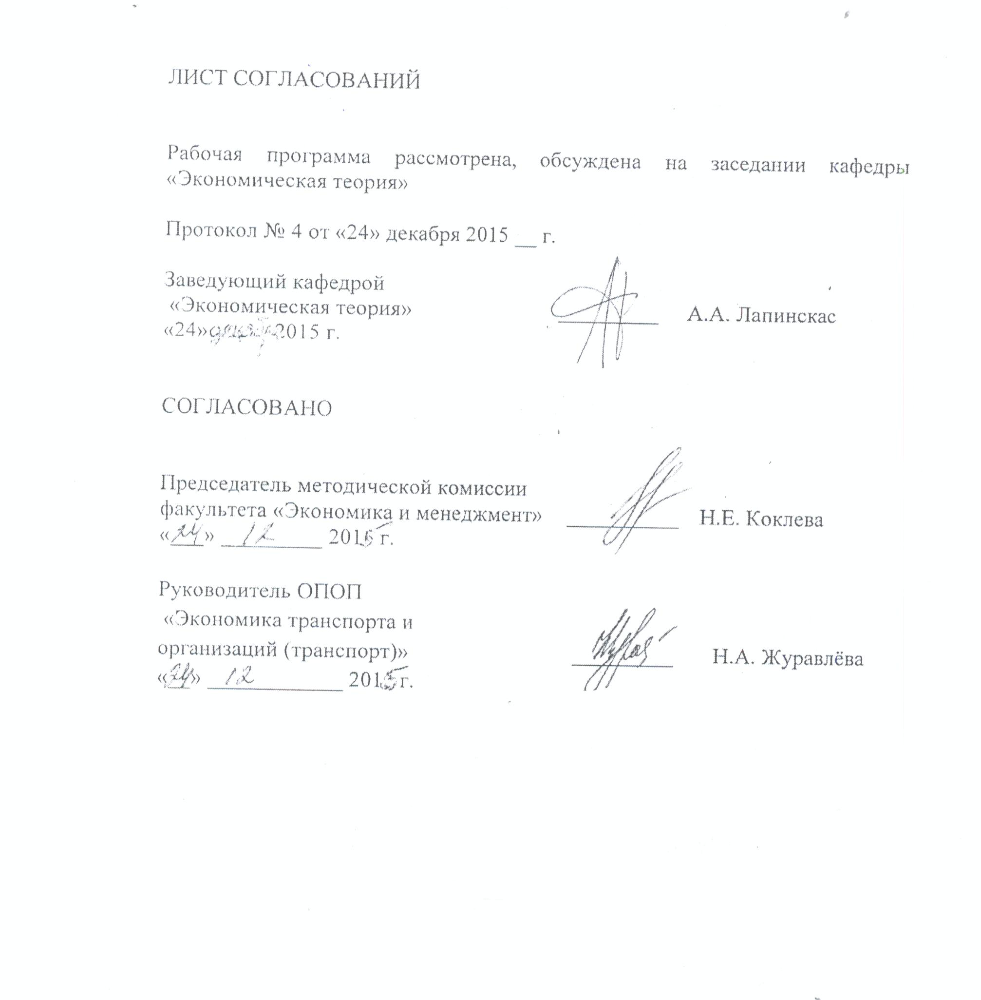 ЛИСТ СОГЛАСОВАНИЙ
Рабочая программа рассмотрена, обсуждена на заседании кафедры
«Экономическая теория»
Протокол № 4 от «24» декабря 2015 __ г.
Заведующий кафедрой
«Экономическая теория»
«24» декабря 2015 г.
А.А. Лапинскас
СОГЛАСОВАНО
Председатель методической комиссии
факультета «Экономика и менеджмент»
Н.Е. Коклева
«24» 12 2015 г.
Руководитель ОПОП
«Экономика транспорта и
организаций (транспорт)»
Н.А. Журавлёва
«24» 12 2015 г.